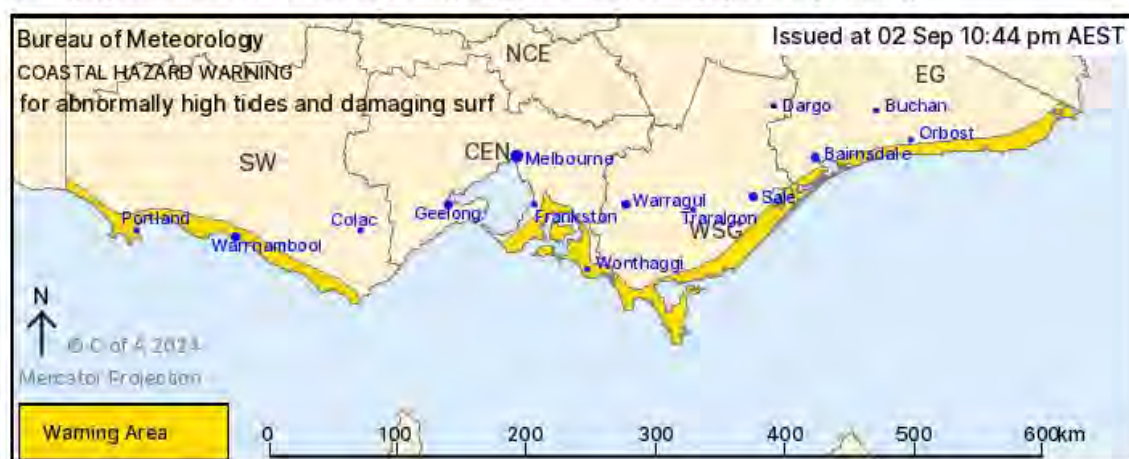 Bureau of Meteorology
Issued at 02 Sep 10:44 pm AEST
COASTAL HAZARD WARNING
for abnormally high tides and damaging surf
NCE
EG
Dargo
Buchan
Orbost
SW
CEN
Melbourne
Bairnsdale
Portland
Colac
Geelong
Frankston
Warragul
Sale
Traralgon
WSG
Warrnambool
Wonthaggi
N
© C of A 2024
Mercator Projection
Warning Area
0 100 200 300 400 500 600km